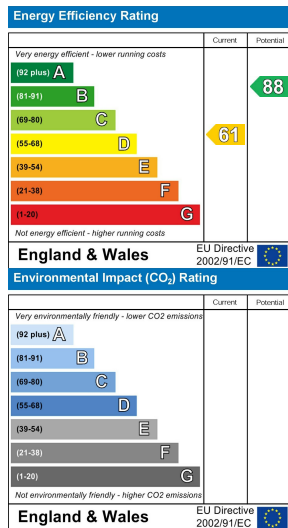 Energy Efficiency Rating
Current Potential
Very energy efficient - lower running costs
(92 plus) A
(81-91) B
(69-80) C
(55-68) D
(39-54) E
(21-38) F
(1-20) G
61
88
Not energy efficient - higher running costs
England & Wales
EU Directive
2002/91/EC
Environmental Impact (CO₂) Rating
Current Potential
Very environmentally friendly - lower CO2 emissions
(92 plus) A
(81-91) B
(69-80) C
(55-68) D
(39-54) E
(21-38) F
(1-20) G
Not environmentally friendly - higher CO2 emissions
England & Wales
EU Directive
2002/91/EC